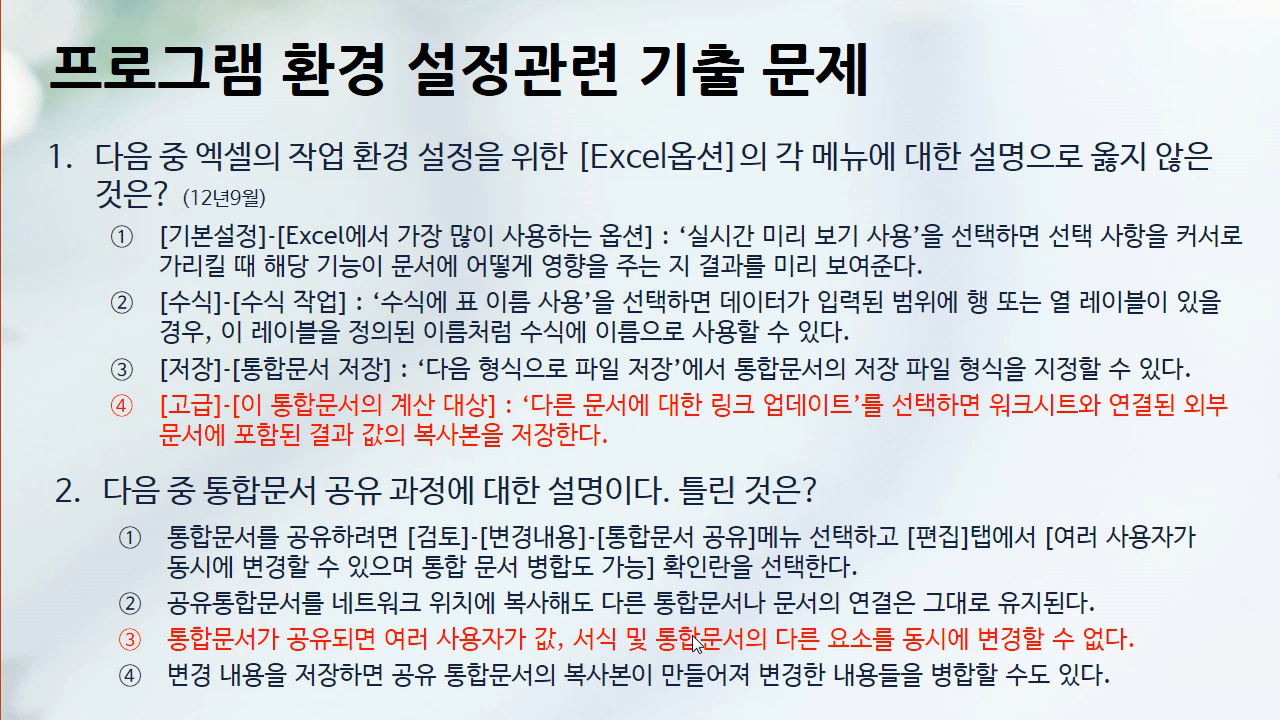 프로그램 환경 설정관련 기출 문제
1. 다음 중 엑셀의 작업 환경 설정을 위한 [Excel옵션]의 각 메뉴에 대한 설명으로 옳지 않은
것은? (12년9월)
① [기본설정]-[Excel에서 가장 많이 사용하는 옵션] : ‘실시간 미리 보기 사용’을 선택하면 선택 사항을 커서로
가리킬 때 해당 기능이 문서에 어떻게 영향을 주는 지 결과를 미리 보여준다.
② [수식]-[수식 작업] : ‘수식에 표 이름 사용’을 선택하면 데이터가 입력된 범위에 행 또는 열 레이블이 있을
경우, 이 레이블을 정의된 이름처럼 수식에 이름으로 사용할 수 있다.
③ [저장]-[통합문서 저장] : ‘다음 형식으로 파일 저장’에서 통합문서의 저장 파일 형식을 지정할 수 있다.
④ [고급]-[이 통합문서의 계산 대상] : ‘다른 문서에 대한 링크 업데이트’를 선택하면 워크시트와 연결된 외부
문서에 포함된 결과 값의 복사본을 저장한다.
2. 다음 중 통합문서 공유 과정에 대한 설명이다. 틀린 것은?
① 통합문서를 공유하려면 [검토]-[변경내용]-[통합문서 공유]메뉴 선택하고 [편집]탭에서 [여러 사용자가
동시에 변경할 수 있으며 통합 문서 병합도 가능] 확인란을 선택한다.
② 공유통합문서를 네트워크 위치에 복사해도 다른 통합문서나 문서의 연결은 그대로 유지된다.
③ 통합문서가 공유되면 여러 사용자가 값, 서식 및 통합문서의 다른 요소를 동시에 변경할 수 없다.
④ 변경 내용을 저장하면 공유 통합문서의 복사본이 만들어져 변경한 내용들을 병합할 수도 있다.